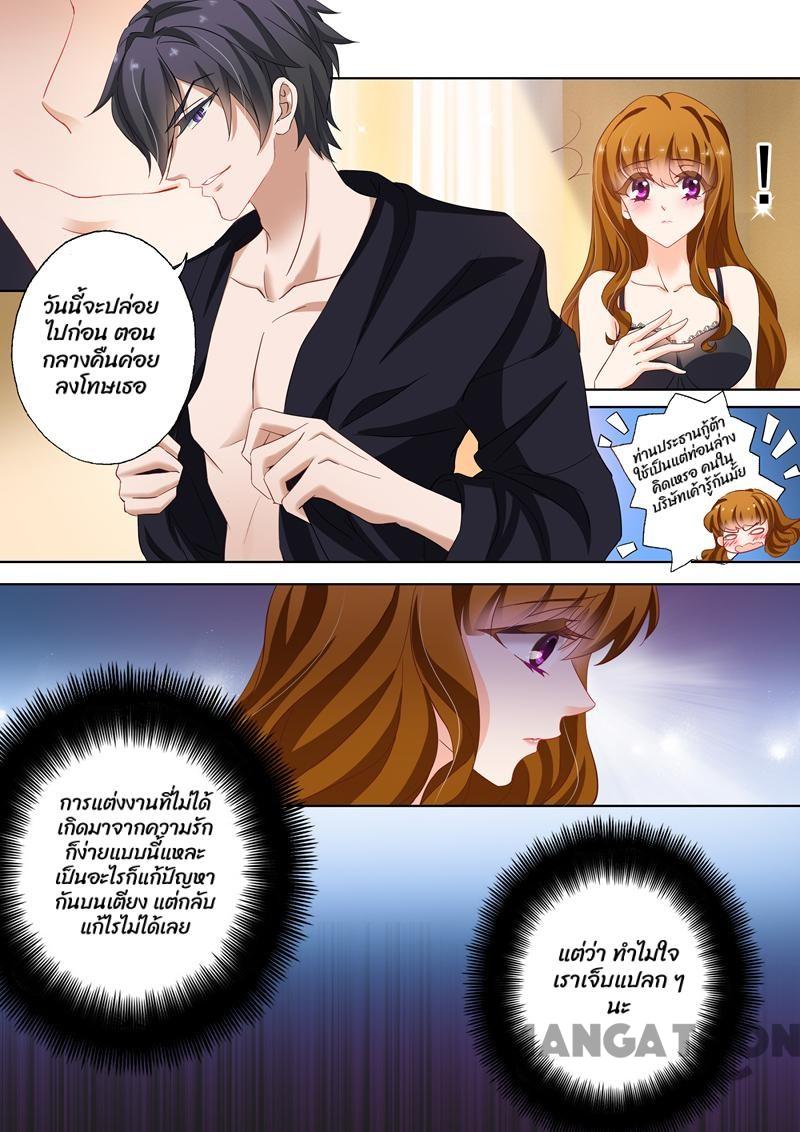 วันนี้จะปล่อย
ไปก่อน ตอน
กลางคืนค่อย
ลงโทษเธอ
!
ท่านประธานกู้ต้า
ใช้เป็นแต่ท่อนล่าง
คิดเหรอ คนใน
บริษัทเค้ารู้กันมั้ย
การแต่งงานที่ไม่ได้
เกิดมาจากความรัก
ก็ง่ายแบบนี้แหละ
เป็นอะไรก็แก้ปัญหา
กันบนเตียง แต่กลับ
แก้ไรไม่ได้เลย
แต่ว่า ทำไมใจ
เราเจ็บแปลก ๆ
นะ